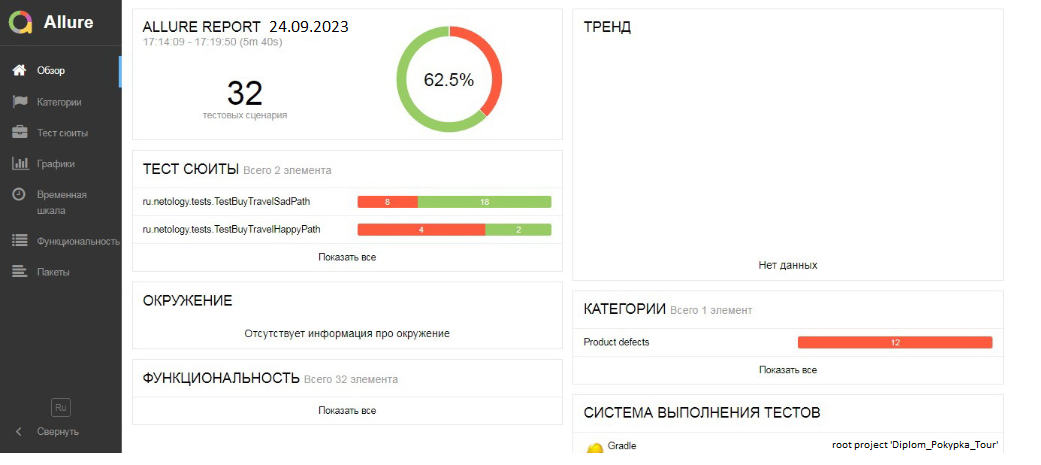 Allure
Обзор
Категории
Тест сюиты
Графики
Временная
шкала
Функциональность
Пакеты
Ru
Свернуть
ALLURE REPORT 24.09.2023
17:14:09 - 17:19:50 (5m 40s)
32
тестовых сценария
62.5%
ТЕСТ СЮИТЫ Всего 2 элемента
ru.netology.tests.TestBuyTravelSadPath 8 18
ru.netology.tests.TestBuyTravelHappyPath 4 2
Показать все
ОКРУЖЕНИЕ
Отсутствует информация про окружение
ФУНКЦИОНАЛЬНОСТЬ Всего 32 элемента
Показать все
ТРЕНД
Нет данных
КАТЕГОРИИ Всего 1 элемент
Product defects 12
Показать все
СИСТЕМА ВЫПОЛНЕНИЯ ТЕСТОВ
Gradle root project 'Diplom_Pokypka_Tour'